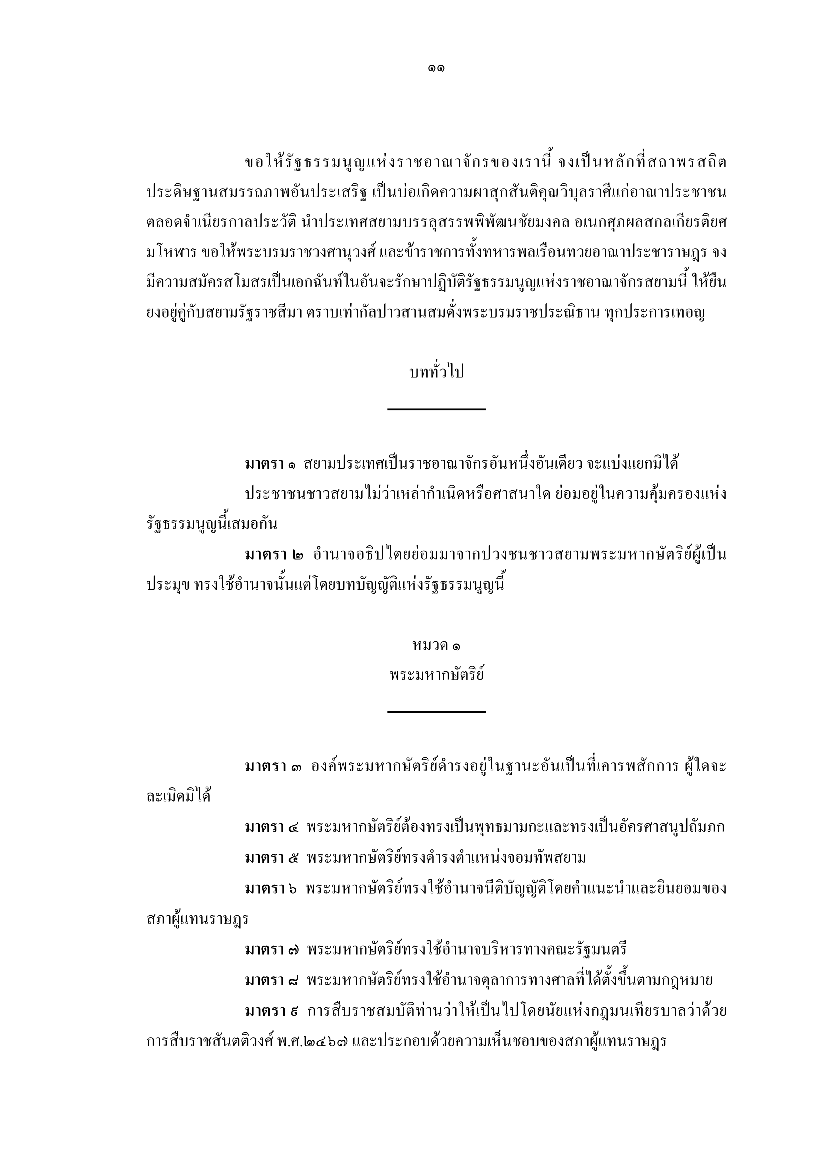 ๑๑
ขอให้รัฐธรรมนูญแห่งราชอาณาจักรของเรานี้ จงเป็นหลักที่สถาพรสถิต
ประดิษฐานสมรรถภาพอันประเสริฐ เป็นบ่อเกิดความผาสุกสันติคุณวิบุลราศีแก่อาณาประชาชน
ตลอดจำเนียรกาลประวัติ นำประเทศสยามบรรลุสรรพพิพัฒนชัยมงคล อเนกศุภผลสกลเกียรติยศ
มโหฬาร ขอให้พระบรมราชวงศานุวงศ์ และข้าราชการทั้งทหารพลเรือนทวยอาณาประชาราษฎร จง
มีความสมัครสโมสรเป็นเอกฉันท์ในอันจะรักษาปฏิบัติรัฐธรรมนูญแห่งราชอาณาจักรสยามนี้ ให้ยืน
ยงอยู่คู่กับสยามรัฐราชสีมา ตราบเท่ากัลปาวสานสมดั่งพระบรมราชประณิธาน ทุกประการเทอญ
บททั่วไป
มาตรา ๑ สยามประเทศเป็นราชอาณาจักรอันหนึ่งอันเดียว จะแบ่งแยกมิได้
ประชาชนชาวสยามไม่ว่าเหล่ากำเนิดหรือศาสนาใด ย่อมอยู่ในความคุ้มครองแห่ง
รัฐธรรมนูญนี้เสมอกัน
มาตรา ๒ อำนาจอธิปไตยย่อมมาจากปวงชนชาวสยามพระมหากษัตริย์ผู้เป็น
ประมุข ทรงใช้อำนาจนั้นแต่โดยบทบัญญัติแห่งรัฐธรรมนูญนี้
หมวด ๑
พระมหากษัตริย์
มาตรา ๓ องค์พระมหากษัตริย์ดำรงอยู่ในฐานะอันเป็นที่เคารพสักการ ผู้ใดจะ
ละเมิดมิได้
มาตรา ๔ พระมหากษัตริย์ต้องทรงเป็นพุทธมามกะและทรงเป็นอัครศาสนูปถัมภก
มาตรา ๕ พระมหากษัตริย์ทรงดำรงตำแหน่งจอมทัพสยาม
มาตรา ๖ พระมหากษัตริย์ทรงใช้อำนาจนีติบัญญัติโดยคำแนะนำและยินยอมของ
สภาผู้แทนราษฎร
มาตรา ๗ พระมหากษัตริย์ทรงใช้อำนาจบริหารทางคณะรัฐมนตรี
มาตรา ๘ พระมหากษัตริย์ทรงใช้อำนาจตุลาการทางศาลที่ได้ตั้งขึ้นตามกฎหมาย
มาตรา ๙ การสืบราชสมบัติท่านว่าให้เป็นไปโดยนัยแห่งกฎมนเทียรบาลว่าด้วย
การสืบราชสันตติวงศ์ พ.ศ.๒๔๖๗ และประกอบด้วยความเห็นชอบของสภาผู้แทนราษฎร